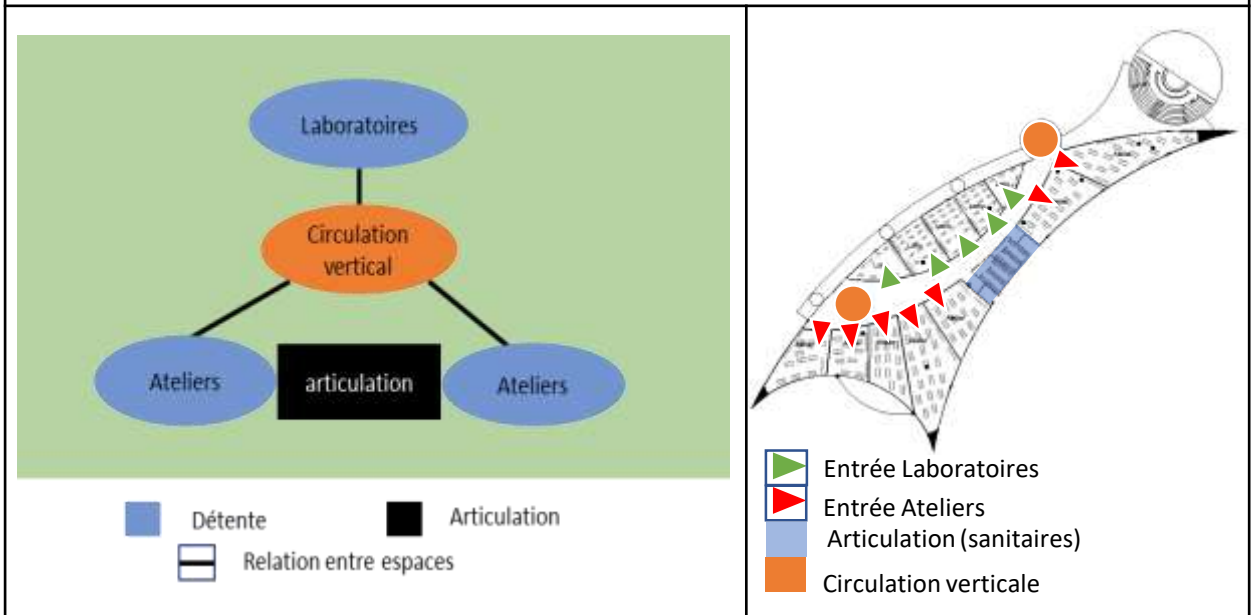 Laboratoires
Circulation
vertical
Ateliers
articulation
Ateliers
Détente
Articulation
Relation entre espaces
Entrée Laboratoires
Entrée Ateliers
Articulation (sanitaires)
Circulation verticale